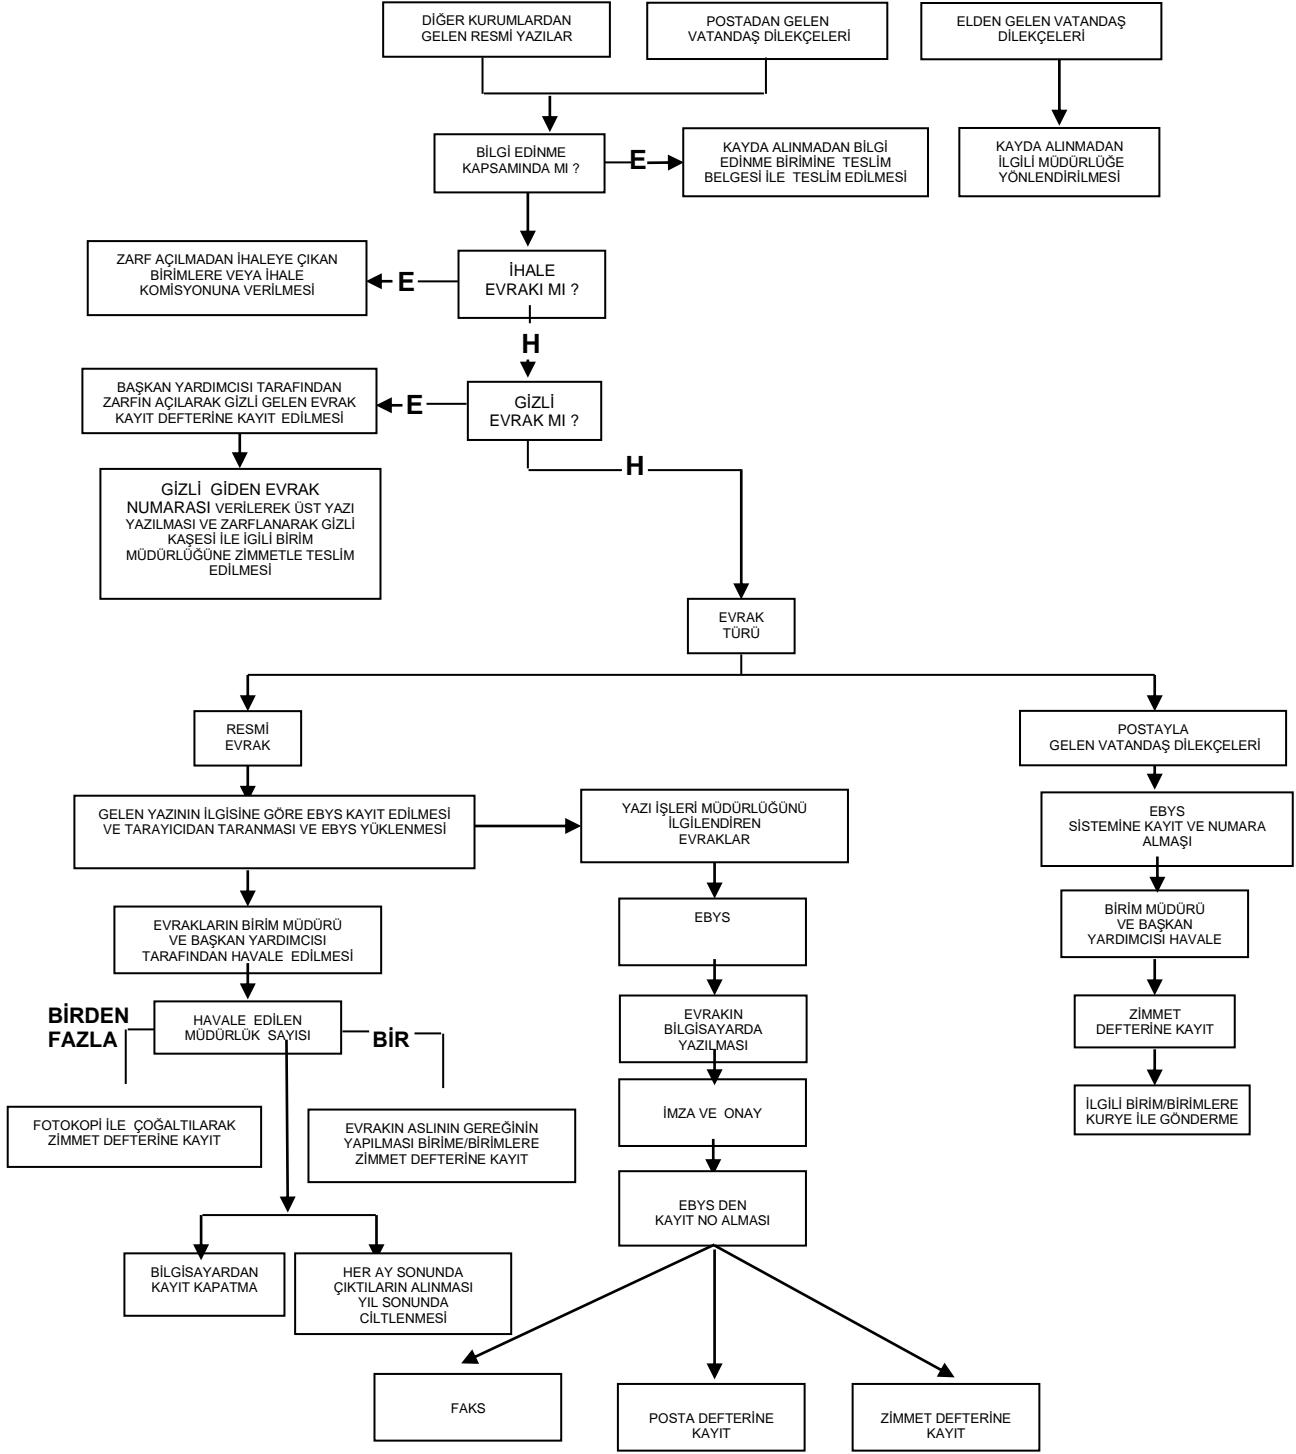 DİĞER KURUMLARDAN
GELEN RESMİ YAZILAR
POSTADAN GELEN
VATANDAŞ DİLEKÇELERİ
ELDEN GELEN VATANDAŞ
DİLEKÇELERİ
BİLGİ EDİNME
KAPSAMINDA MI ?
E
KAYDA ALINMADAN BİLGİ
EDİNME BİRİMİNE TESLİM
BELGESİ İLE TESLİM EDİLMESİ
KAYDA ALINMADAN
İLGİLİ MÜDÜRLÜĞE
YÖNLENDİRİLMESİ
ZARF AÇILMADAN İHALEYE ÇIKAN
BİRİMLERE VEYA İHALE
KOMİSYONUNA VERİLMESİ
E
İHALE
EVRAKI MI ?
H
BAŞKAN YARDIMCISI TARAFINDAN
ZARFIN AÇILARAK GİZLİ GELEN EVRAK
KAYIT DEFTERİNE KAYIT EDİLMESİ
E
GİZLİ
EVRAK MI ?
H
GİZLİ GİDEN EVRAK
NUMARASI VERİLEREK ÜST YAZI
YAZILMASI VE ZARFLANARAK GİZLİ
KAŞESİ İLE İGİLİ BİRİM
MÜDÜRLÜĞÜNE ZİMMETLE TESLİM
EDİLMESİ
EVRAK
TÜRÜ
RESMİ
EVRAK
POSTAYLA
GELEN VATANDAŞ DİLEKÇELERİ
GELEN YAZININ İLGİSİNE GÖRE EBYS KAYIT EDİLMESİ
VE TARAYICIDAN TARANMASI VE EBYS YÜKLENMESİ
YAZI İŞLERİ MÜDÜRLÜĞÜNÜ
İLGİLENDİREN
EVRAKLAR
EBYS
SİSTEMİNE KAYIT VE NUMARA
ALMAŞI
EVRAKLARIN BİRİM MÜDÜRÜ
VE BAŞKAN YARDIMCISI
TARAFINDAN HAVALE EDİLMESİ
EBYS
BİRİM MÜDÜRÜ
VE BAŞKAN
YARDIMCISI HAVALE
BİRDEN
FAZLA
HAVALE EDİLEN
MÜDÜRLÜK SAYISI
BİR
EVRAKIN
BİLGİSAYARDA
YAZILMASI
ZİMMET
DEFTERİNE KAYIT
FOTOKOPİ İLE ÇOĞALTILARAK
ZİMMET DEFTERİNE KAYIT
EVRAKIN ASLININ GEREĞİNİN
YAPILMASI BİRİME/BİRİMLERE
ZİMMET DEFTERİNE KAYIT
İMZA VE ONAY
İLGİLİ BİRİM/BİRİMLERE
KURYE İLE GÖNDERME
EBYS DEN
KAYIT NO ALMASI
BİLGİSAYARDAN
KAYIT KAPATMA
HER AY SONUNDA
ÇIKTILARIN ALINMASI
YIL SONUNDA
CİLTLENMESİ
FAKS
POSTA DEFTERİNE
KAYIT
ZİMMET DEFTERİNE
KAYIT